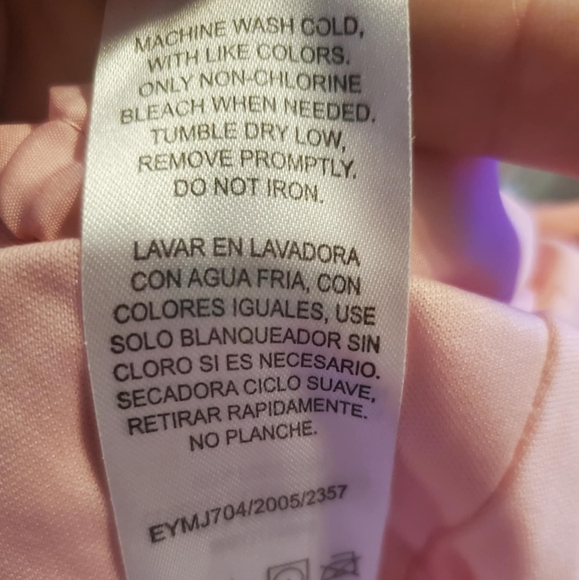 MACHINE WASH COLD,
WITH LIKE COLORS.
ONLY NON-CHLORINE
BLEACH WHEN NEEDED.
TUMBLE DRY LOW,
REMOVE PROMPTLY.
DO NOT IRON.
LAVAR EN LAVADORA
CON AGUA FRIA, CON
COLORES IGUALES, USE
SOLO BLANQUEADOR SIN
CLORO SI ES NECESARIO.
SECADORA CICLO SUAVE,
RETIRAR RAPIDAMENTE.
NO PLANCHE.
EYMJ704/2005/2357